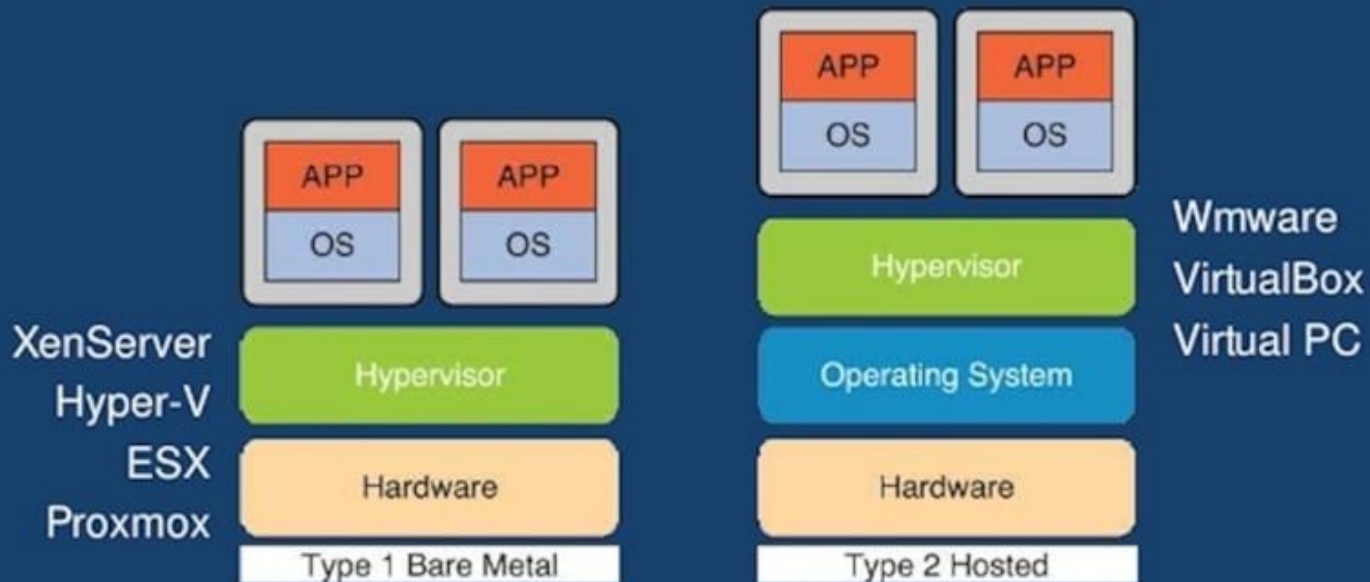 APP
APP
OS
OS
Hypervisor
Hardware
XenServer
Hyper-V
ESX
Proxmox
Type 1 Bare Metal
APP
APP
OS
OS
Hypervisor
Operating System
Hardware
Wmware
VirtualBox
Virtual PC
Type 2 Hosted